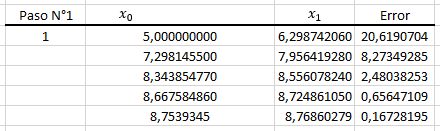 Paso N°1 x₀ x₁ Error
1 5,000000000 6,298742060 20,6190704
7,298145500 7,956419280 8,27349285
8,343854770 8,556078240 2,48038253
8,667584860 8,724861050 0,65647109
8,7539345 8,76860279 0,16728195